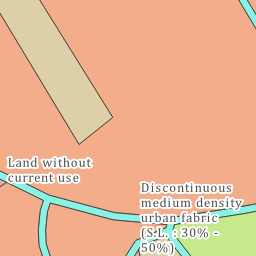 Land without
current use
Discontinuous
medium density
urban fabric
(S.L. : 30% -
50%)